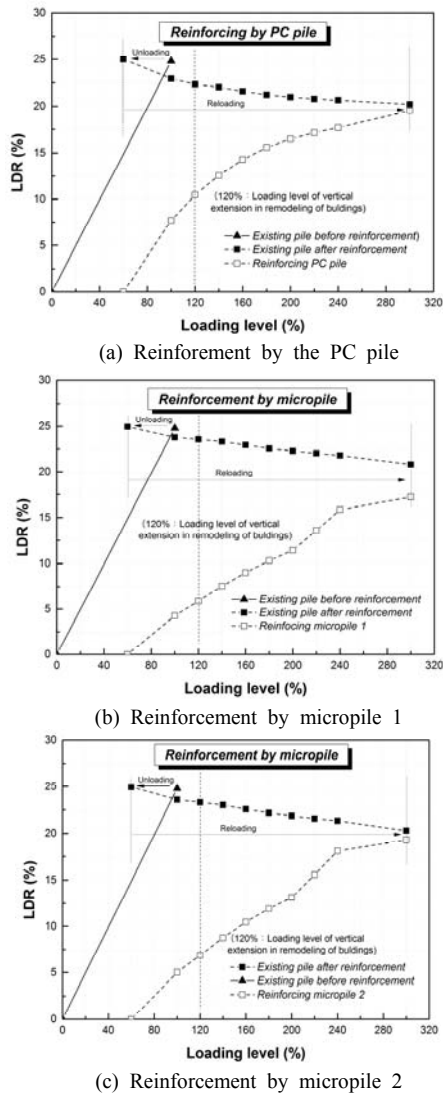 Reinforcing by PC pile
30
25
20
15
10
5
0
LDR (%)
Unloading
Reloading
(120% : Loading level of vertical
extension in remodeling of buldings)
Existing pile before reinforcement)
Existing pile after reinforcement
Reinforcing PC pile
0 40 80 120 160 200 240 280
Loading level (%)
(a) Reinforement by the PC pile
Reinforcement by micropile
30
25
20
15
10
5
0
LDR (%)
Unloading
Reloading
(120% : Loading level of vertical
extension in remodeling of buldings)
Existing pile before reinforcement
Existing pile after reinforcement
Reinfocing micropile 1
0 40 80 120 160 200 240 280
Loading level (%)
(b) Reinforcement by micropile 1
Reinforcement by micropile
30
25
20
15
10
5
0
LDR (%)
Unloading
Reloading
(120% : Loading level of vertical
extension in remodeling of buldings)
Existing pile after reinforcement
Existing pile before reinforcement
Reinforcing micropile 2
0 40 80 120 160 200 240 280
Loading level (%)
(c) Reinforcement by micropile 2